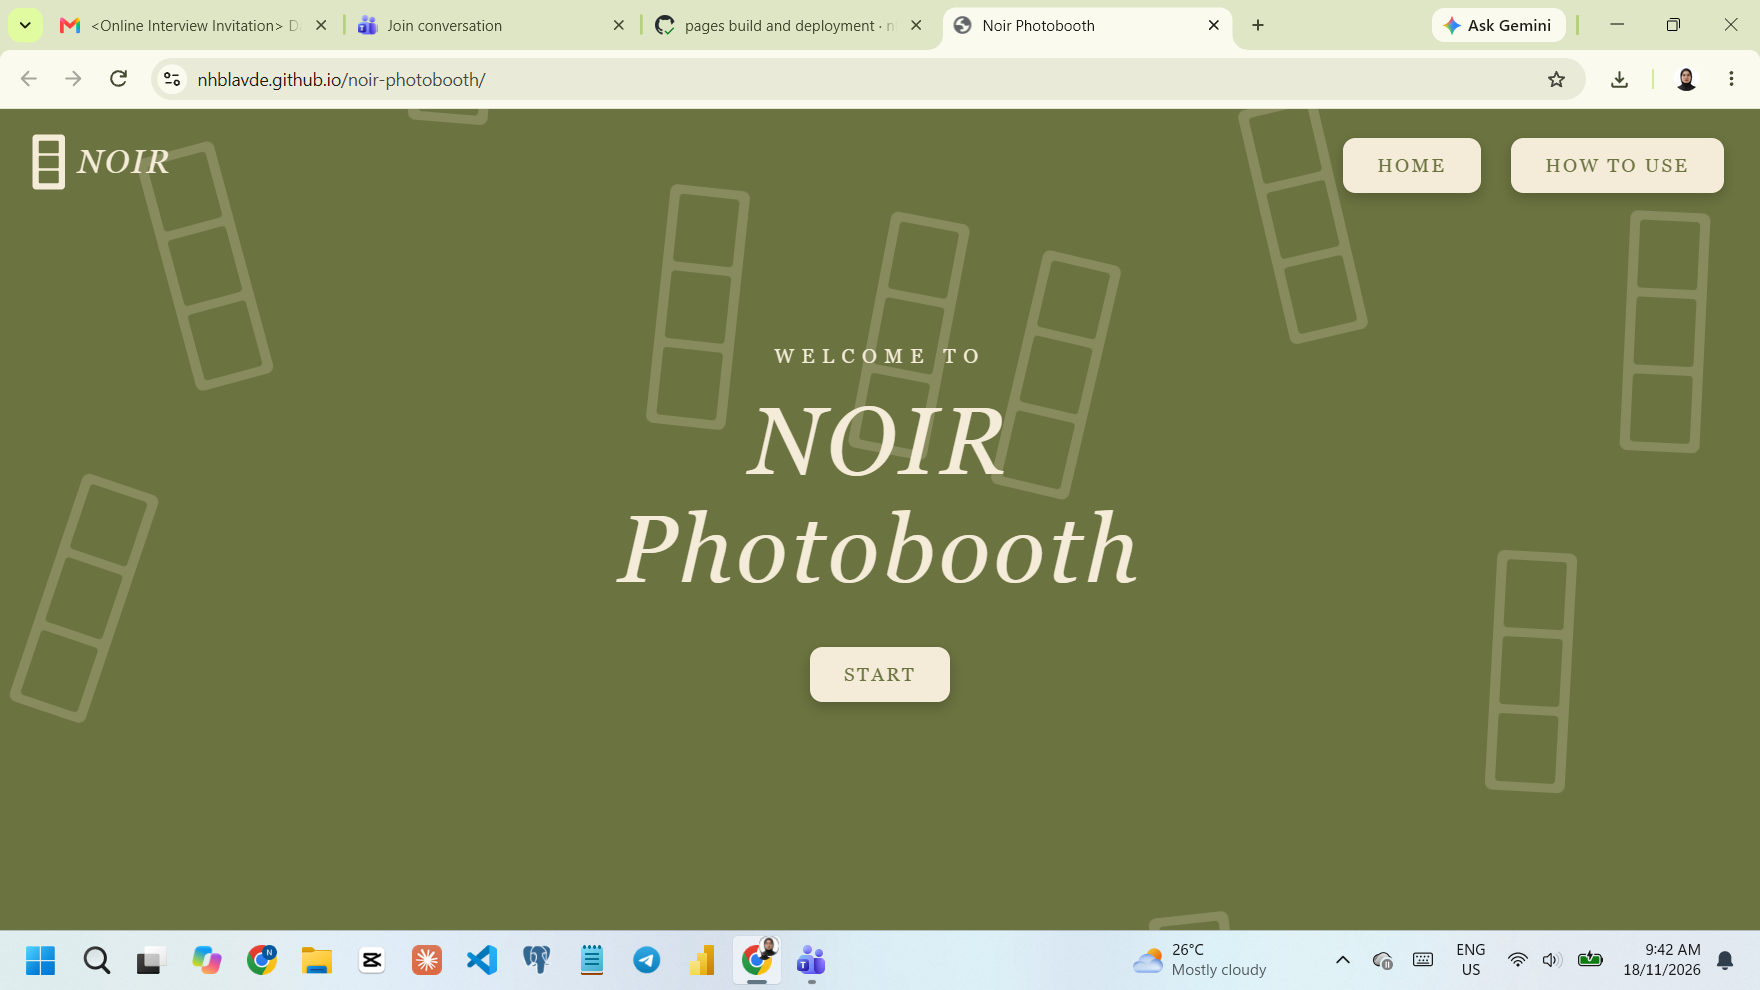 <Online Interview Invitation>
Join conversation
pages build and deployment ·
Noir Photobooth
Ask Gemini
nhblavde.github.io/noir-photobooth/
NOIR
HOME
HOW TO USE
WELCOME TO
NOIR
Photobooth
START
N
T
26°C
Mostly cloudy
ENG
US
9:42 AM
18/11/2026